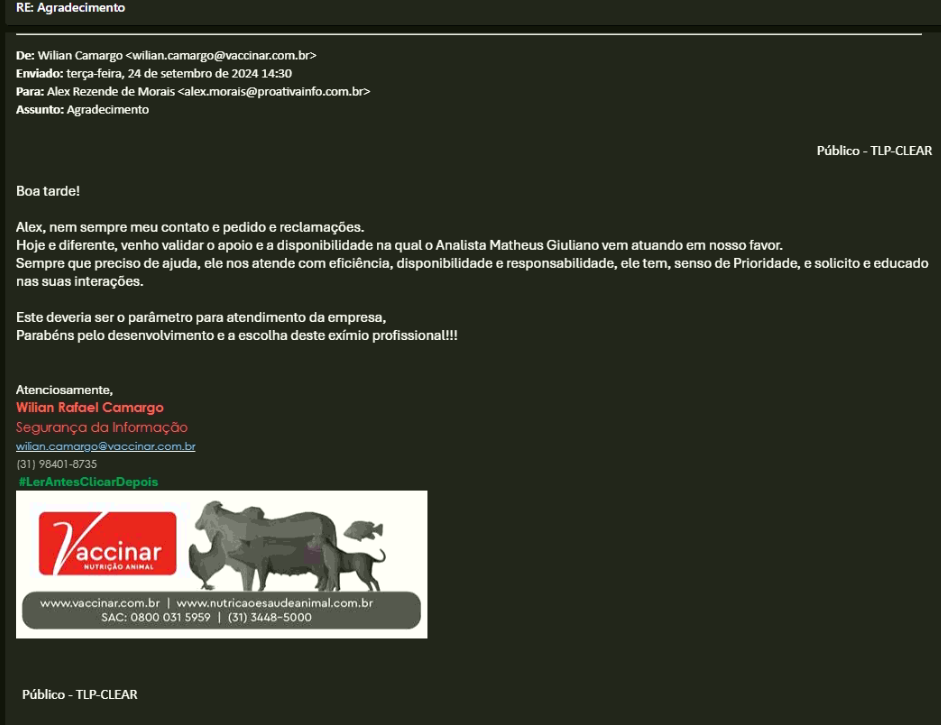 RE: Agradecimento
De: Wilian Camargo <wilian.camargo@vaccinar.com.br>
Enviado: terça-feira, 24 de setembro de 2024 14:30
Para: Alex Rezende de Morais <alex.morais@proativainfo.com.br>
Assunto: Agradecimento
Público - TLP-CLEAR
Boa tarde!
Alex, nem sempre meu contato e pedido e reclamações.
Hoje e diferente, venho validar o apoio e a disponibilidade na qual o Analista Matheus Giuliano vem atuando em nosso favor.
Sempre que preciso de ajuda, ele nos atende com eficiência, disponibilidade e responsabilidade, ele tem, senso de Prioridade, e solicito e educado
nas suas interações.
Este deveria ser o parâmetro para atendimento da empresa,
Parabéns pelo desenvolvimento e a escolha deste exímio profissional!!!
Atenciosamente,
Wilian Rafael Camargo
Segurança da Informação
wilian.camargo@vaccinar.com.br
(31) 98401-8735
#LerAntesClicarDepois
Vaccinar
NUTRIÇÃO ANIMAL
www.vaccinar.com.br | www.nutricaoesaudeanimal.com.br
SAC: 0800 031 5959 | (31) 3448-5000
Público - TLP-CLEAR